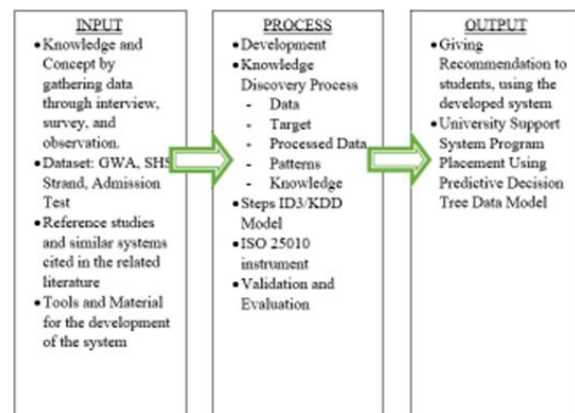 INPUT
•Knowledge and
Concept by
gathering data
through interview,
survey, and
observation.
•Dataset: GWA, SHS
Strand, Admission
Test
•Reference studies
and similar systems
cited in the related
literature
•Tools and Material
for the development
of the system
PROCESS
•Development
•Knowledge
Discovery Process
- Data
- Target
- Processed Data
- Patterns
- Knowledge
•Steps ID3/KDD
Model
•ISO 25010
instrument
•Validation and
Evaluation
OUTPUT
•Giving
Recommendation to
students, using the
developed system
•University Support
System Program
Placement Using
Predictive Decision
Tree Data Model